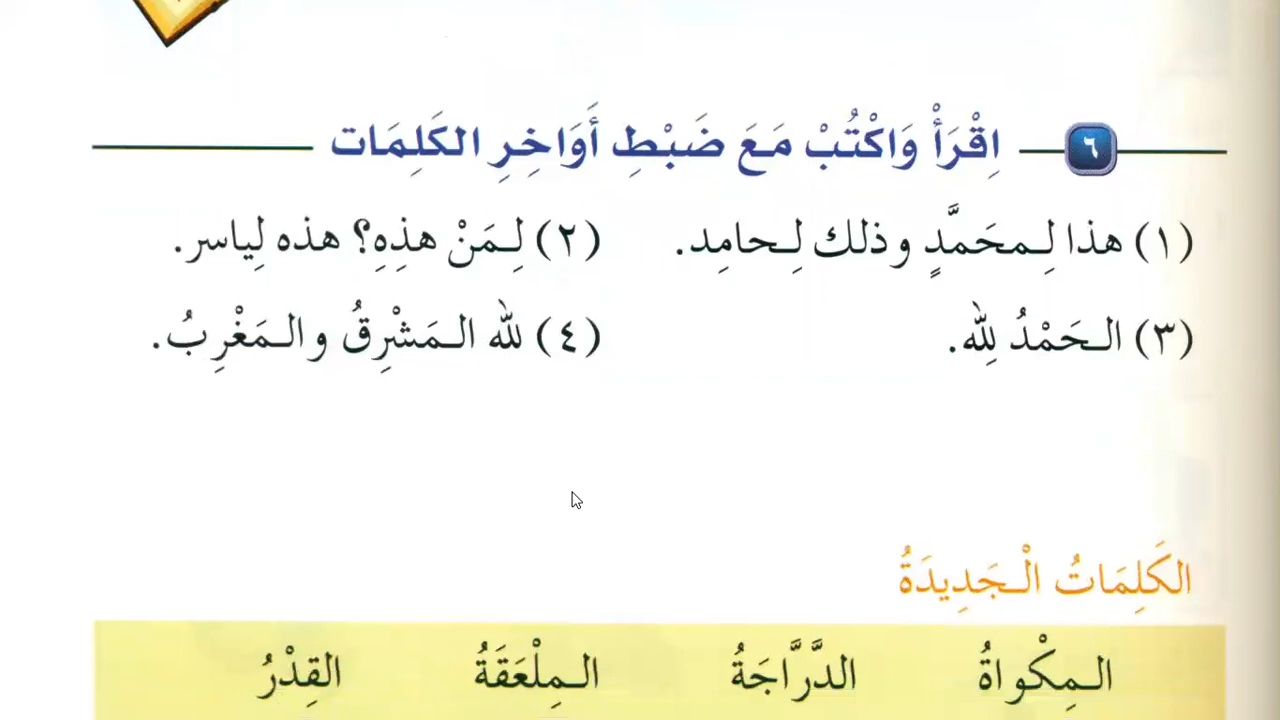 ٦ اِقْرَأْ وَاكْتُبْ مَعَ ضَبْطِ أَوَاخِرِ الكَلِمَات
(١) هذا لِـمحَمَّدٍ وذلك لِـحامِد. (٢) لِـمَنْ هذِهِ؟ هذه لِياسر.
(٣) الـحَمْدُ لِلّٰه. (٤) للّٰه الـمَشْرِقُ والـمَغْرِبُ.
الكَلِمَاتُ الْـجَدِيدَةُ
الـمِكْواةُ الدَّرَّاجَةُ الـمِلْعَقَةُ القِدْرُ